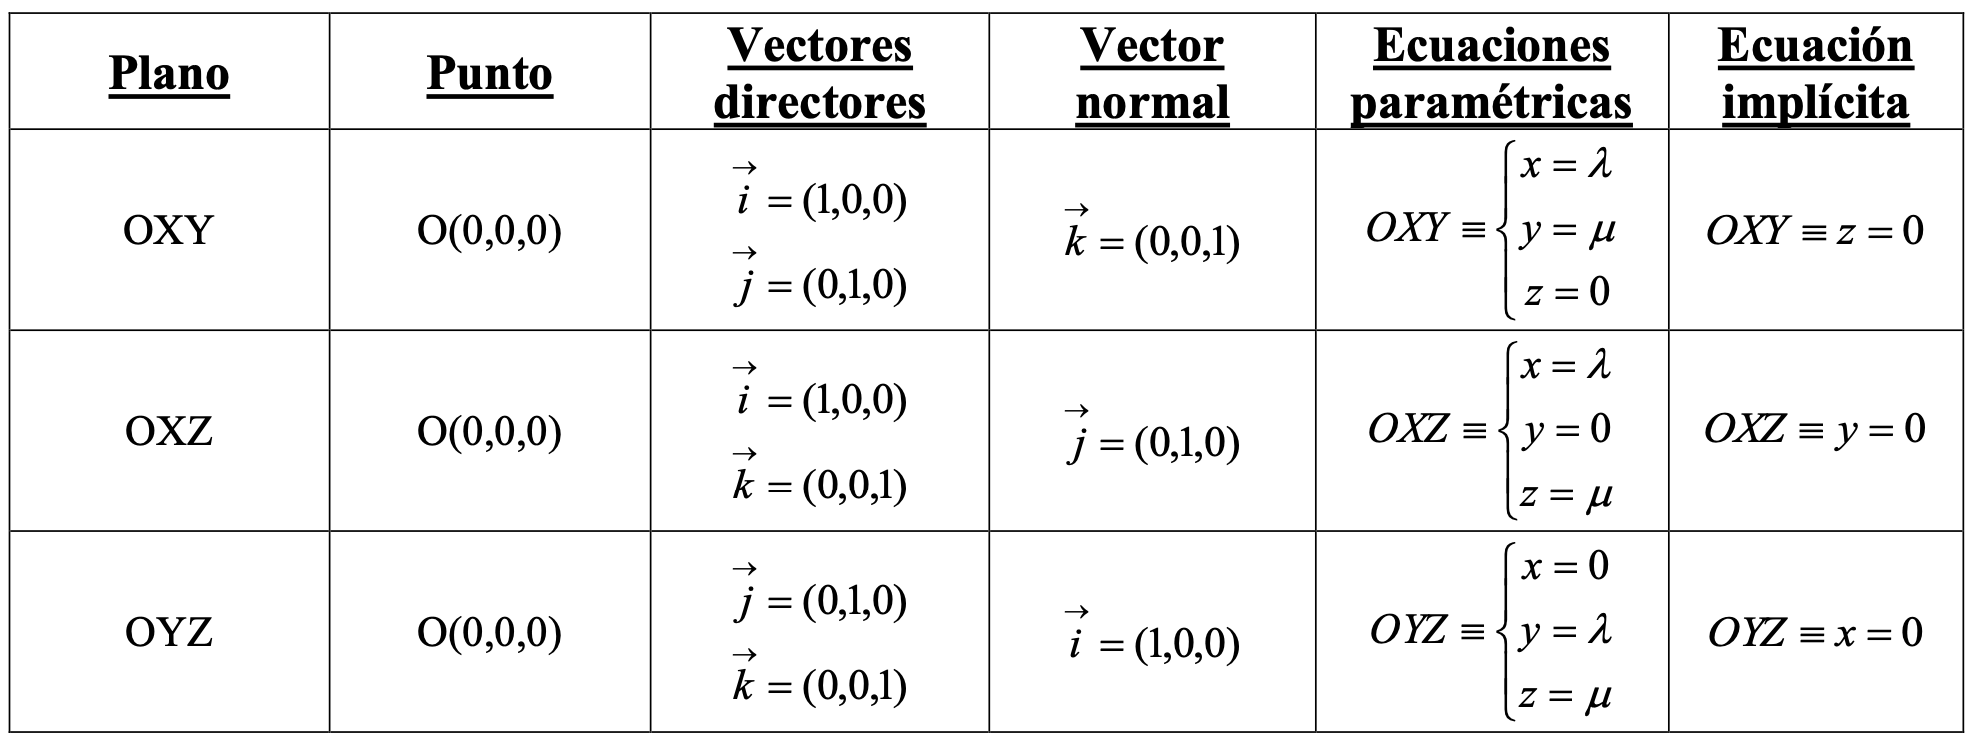 Plano Punto Vectores directores Vector normal Ecuaciones paramétricas Ecuación implícita
OXY O(0,0,0) $\vec{i} = (1,0,0)$ $\vec{j} = (0,1,0)$ $\vec{k} = (0,0,1)$ $OXY \equiv \begin{cases} x = \lambda \\ y = \mu \\ z = 0 \end{cases}$ $OXY \equiv z = 0$
OXZ O(0,0,0) $\vec{i} = (1,0,0)$ $\vec{k} = (0,0,1)$ $\vec{j} = (0,1,0)$ $OXZ \equiv \begin{cases} x = \lambda \\ y = 0 \\ z = \mu \end{cases}$ $OXZ \equiv y = 0$
OYZ O(0,0,0) $\vec{j} = (0,1,0)$ $\vec{k} = (0,0,1)$ $\vec{i} = (1,0,0)$ $OYZ \equiv \begin{cases} x = 0 \\ y = \lambda \\ z = \mu \end{cases}$ $OYZ \equiv x = 0$